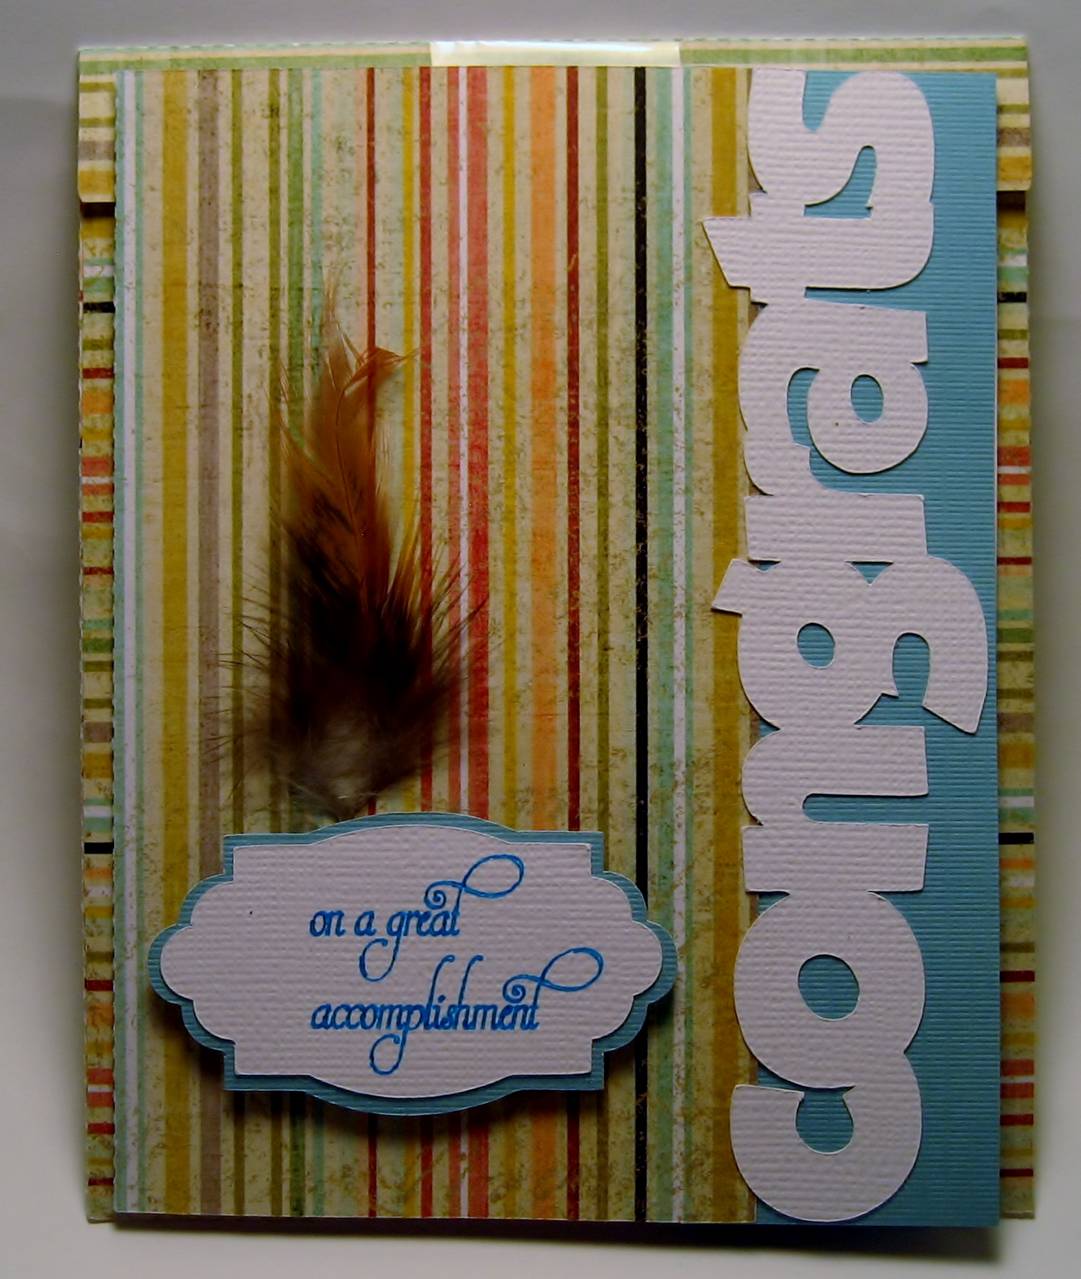 congrats
on a great
accomplishment